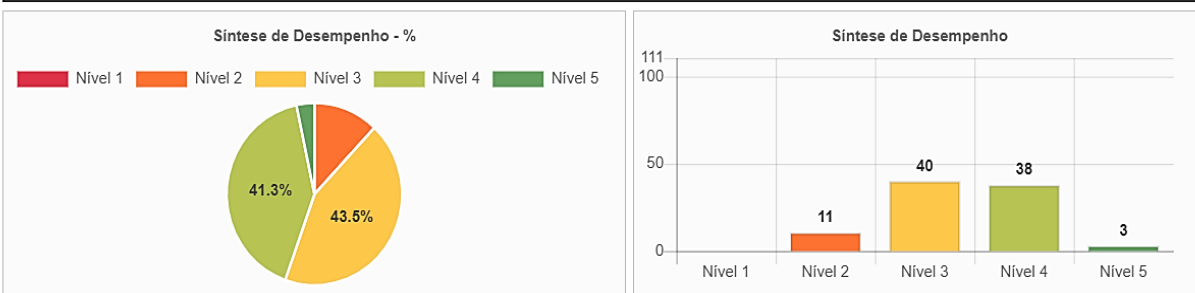 Síntese de Desempenho - %
Nível 1 Nível 2 Nível 3 Nível 4 Nível 5
41.3%
43.5%
Síntese de Desempenho
111
100
50
0
11
40
38
3
Nível 1 Nível 2 Nível 3 Nível 4 Nível 5